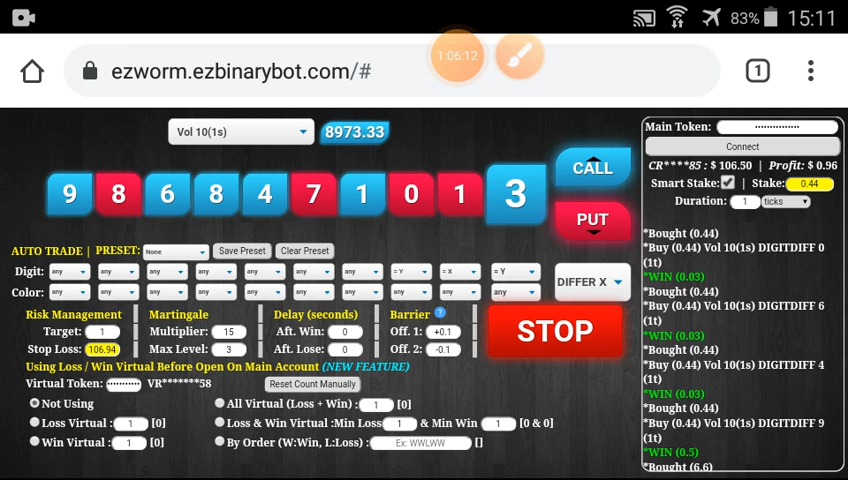 83% 15:11
1:06:12
ezworm.ezbinarybot.com/#
1
Vol 10(1s) 8973.33
9 8 6 8 4 7 1 0 1 3
CALL
PUT
AUTO TRADE | PRESET: None Save Preset Clear Preset
Digit: any any any any any any any = Y = X = Y
Color: any any any any any any any any any any
DIFFER X
Risk Management Martingale Delay (seconds) Barrier ?
Target: 1 Multiplier: 15 Aft. Win: 0 Off. 1: +0.1
Stop Loss: 106.94 Max Level: 3 Aft. Lose: 0 Off. 2: -0.1
STOP
Using Loss / Win Virtual Before Open On Main Account (NEW FEATURE)
Virtual Token: •••••••••• VR*******58 Reset Count Manually
Not Using All Virtual (Loss + Win) : 1 [0]
Loss Virtual : 1 [0] Loss & Win Virtual :Min Loss 1 & Min Win 1 [0 & 0]
Win Virtual : 1 [0] By Order (W:Win, L:Loss) : Ex: WWLWW []
Main Token: •••••••••••••••
Connect
CR****85 : $ 106.50 | Profit: $ 0.96
Smart Stake: | Stake: 0.44
Duration: 1 ticks
*Bought (0.44)
*Buy (0.44) Vol 10(1s) DIGITDIFF 0
(1t)
*WIN (0.03)
*Bought (0.44)
*Buy (0.44) Vol 10(1s) DIGITDIFF 6
(1t)
*WIN (0.03)
*Bought (0.44)
*Buy (0.44) Vol 10(1s) DIGITDIFF 4
(1t)
*WIN (0.03)
*Bought (0.44)
*Buy (0.44) Vol 10(1s) DIGITDIFF 9
(1t)
*WIN (0.5)
*Bought (6.6)